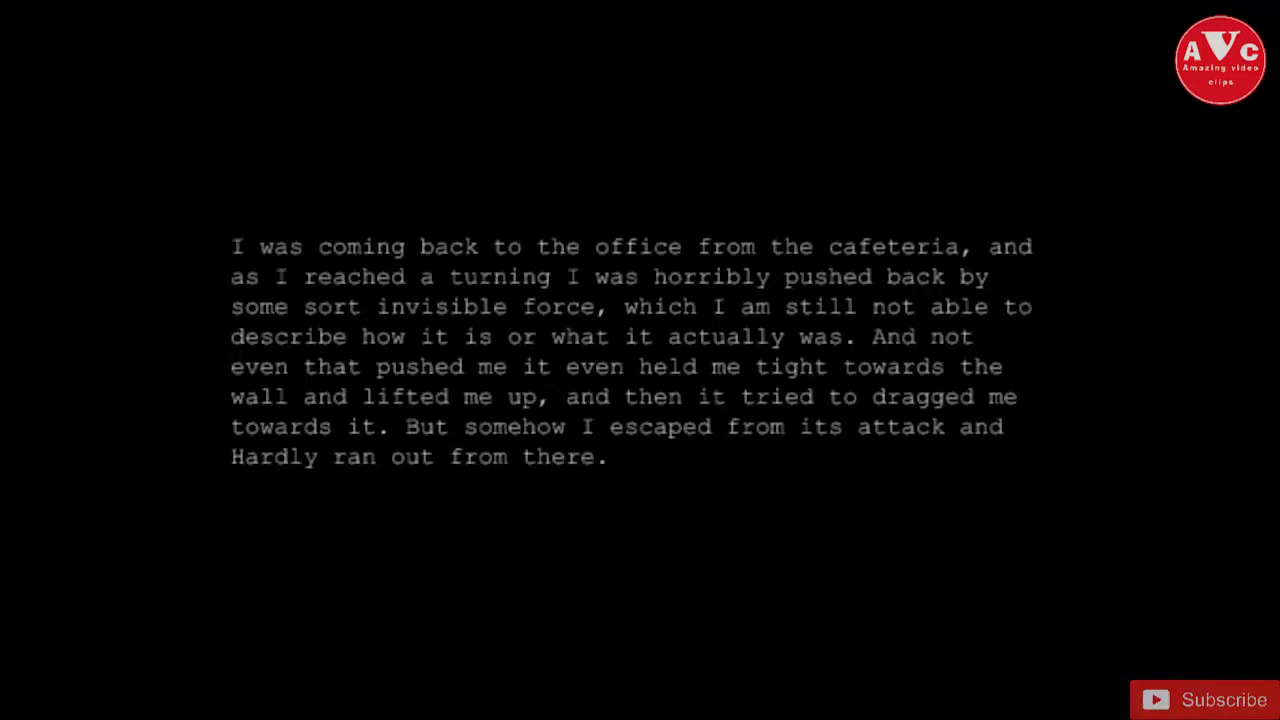 A V C
Amazing video
clips
I was coming back to the office from the cafeteria, and
as I reached a turning I was horribly pushed back by
some sort invisible force, which I am still not able to
describe how it is or what it actually was. And not
even that pushed me it even held me tight towards the
wall and lifted me up, and then it tried to dragged me
towards it. But somehow I escaped from its attack and
Hardly ran out from there.
Subscribe